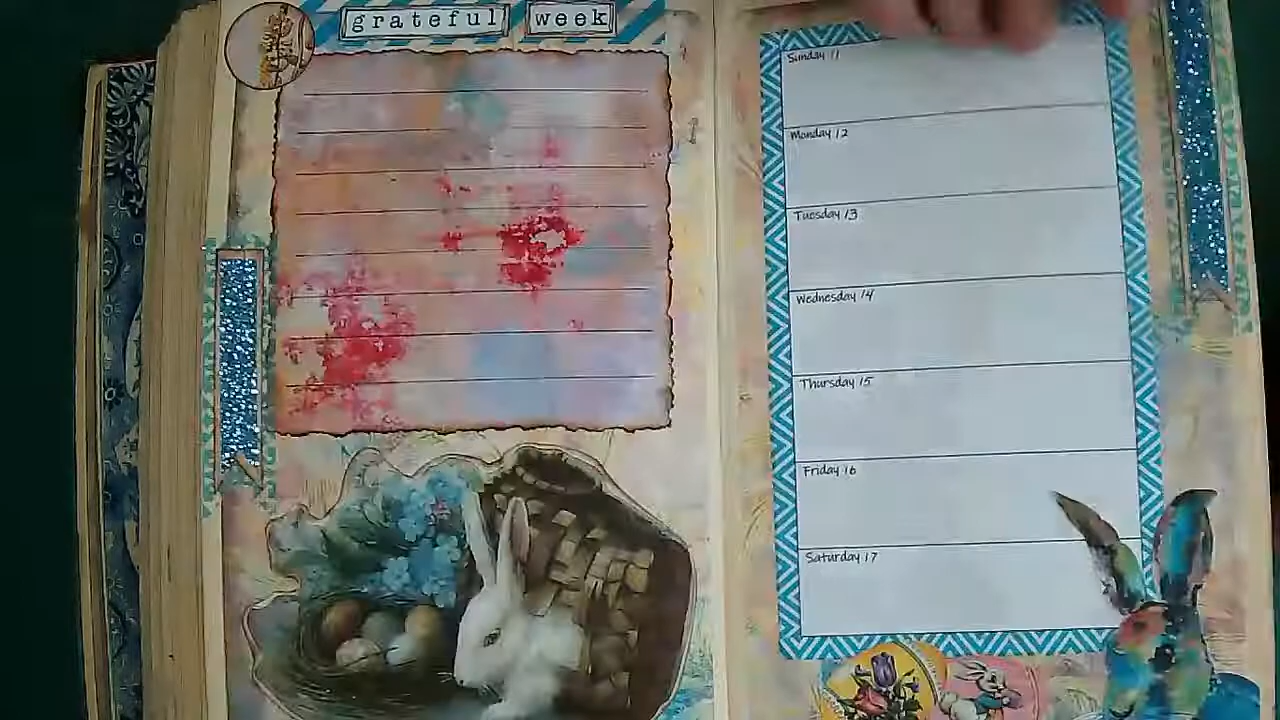 grateful week
Sunday 11
Monday 12
Tuesday 13
Wednesday 14
Thursday 15
Friday 16
Saturday 17